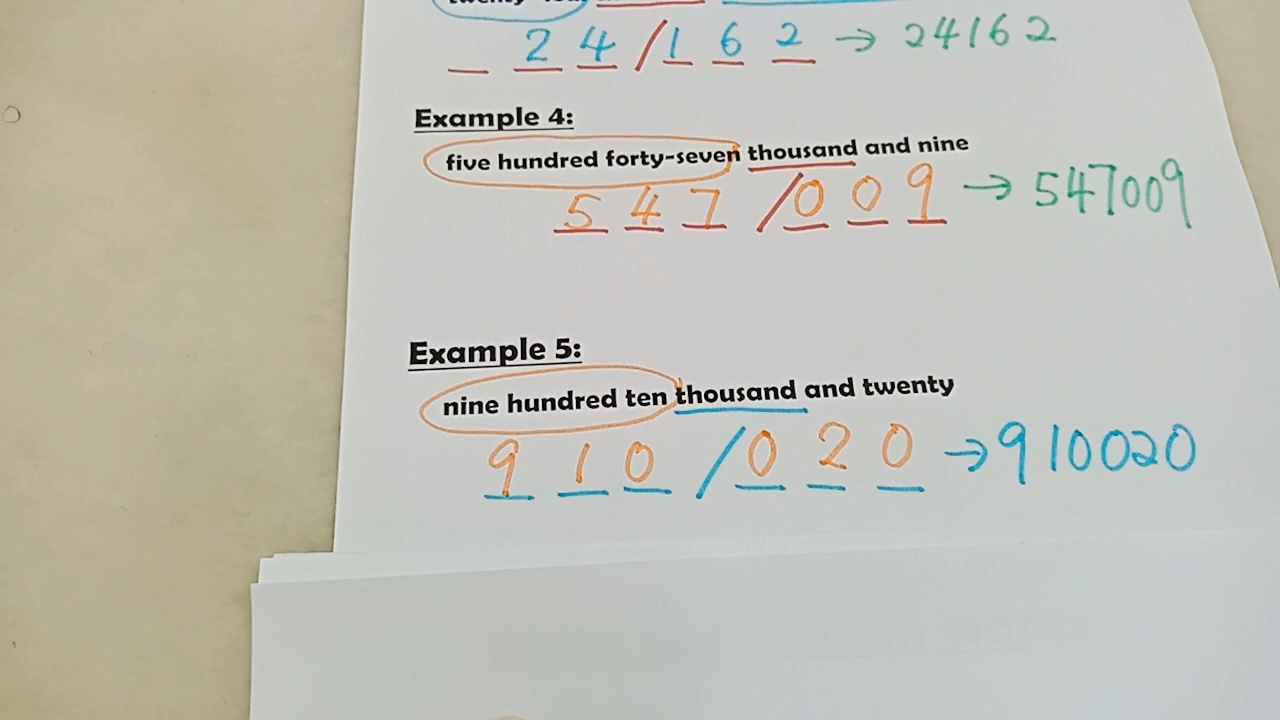 2 4 / 1 6 2 → 24162
Example 4:
five hundred forty-seven thousand and nine
5 4 7 / 0 0 9 → 547009
Example 5:
nine hundred ten thousand and twenty
9 1 0 / 0 2 0 → 910020